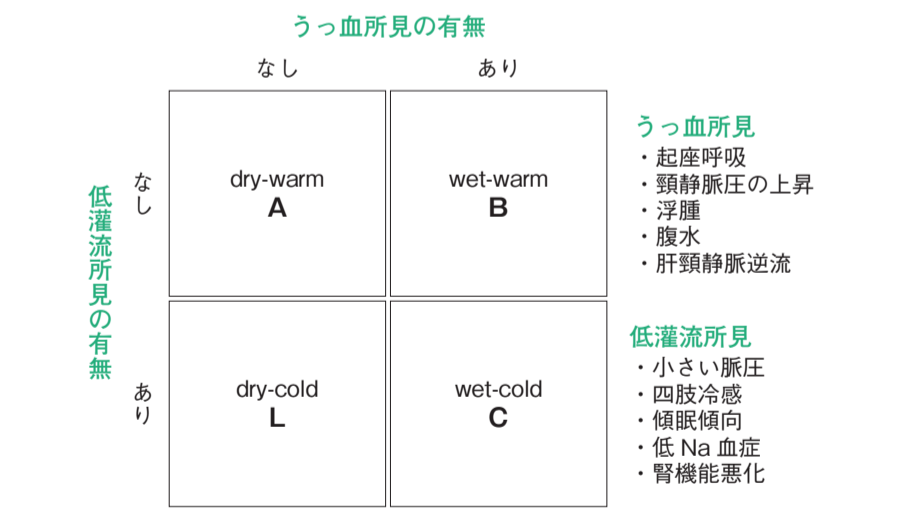 うっ血所見の有無
なし
あり
低灌流所見の有無
なし
dry-warm
A
wet-warm
B
あり
dry-cold
L
wet-cold
C
うっ血所見
・起座呼吸
・頸静脈圧の上昇
・浮腫
・腹水
・肝頸静脈逆流
低灌流所見
・小さい脈圧
・四肢冷感
・傾眠傾向
・低 Na 血症
・腎機能悪化